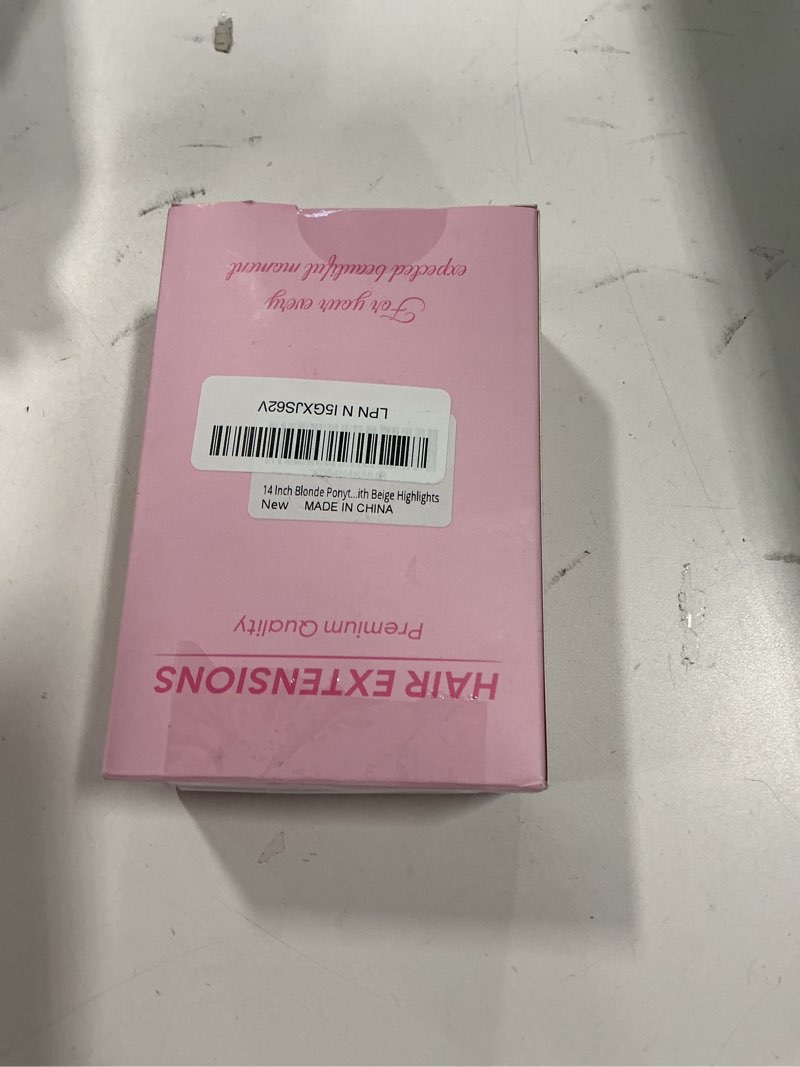 HAIR EXTENSIONS
Premium Quality
LPN N I5GXJS62V
14 Inch Blonde Ponyt...ith Beige Highlights
New MADE IN CHINA
For your every
expected beautiful moment